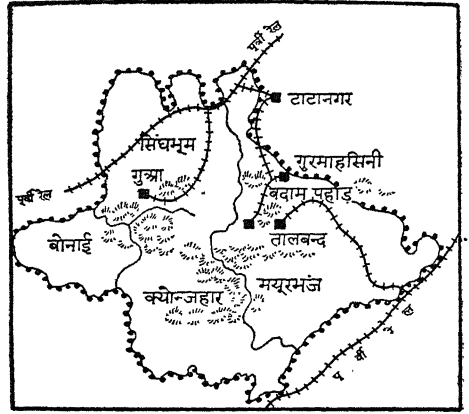 पूर्वी रेल
टाटानगर
सिंघभूम
गुरमाहसिनी
गुआ
बदाम पहाड़
पूर्वी रेल
बोनाई
तालबन्द
क्योन्जहार
मयूरभंज
पूर्वी रेल